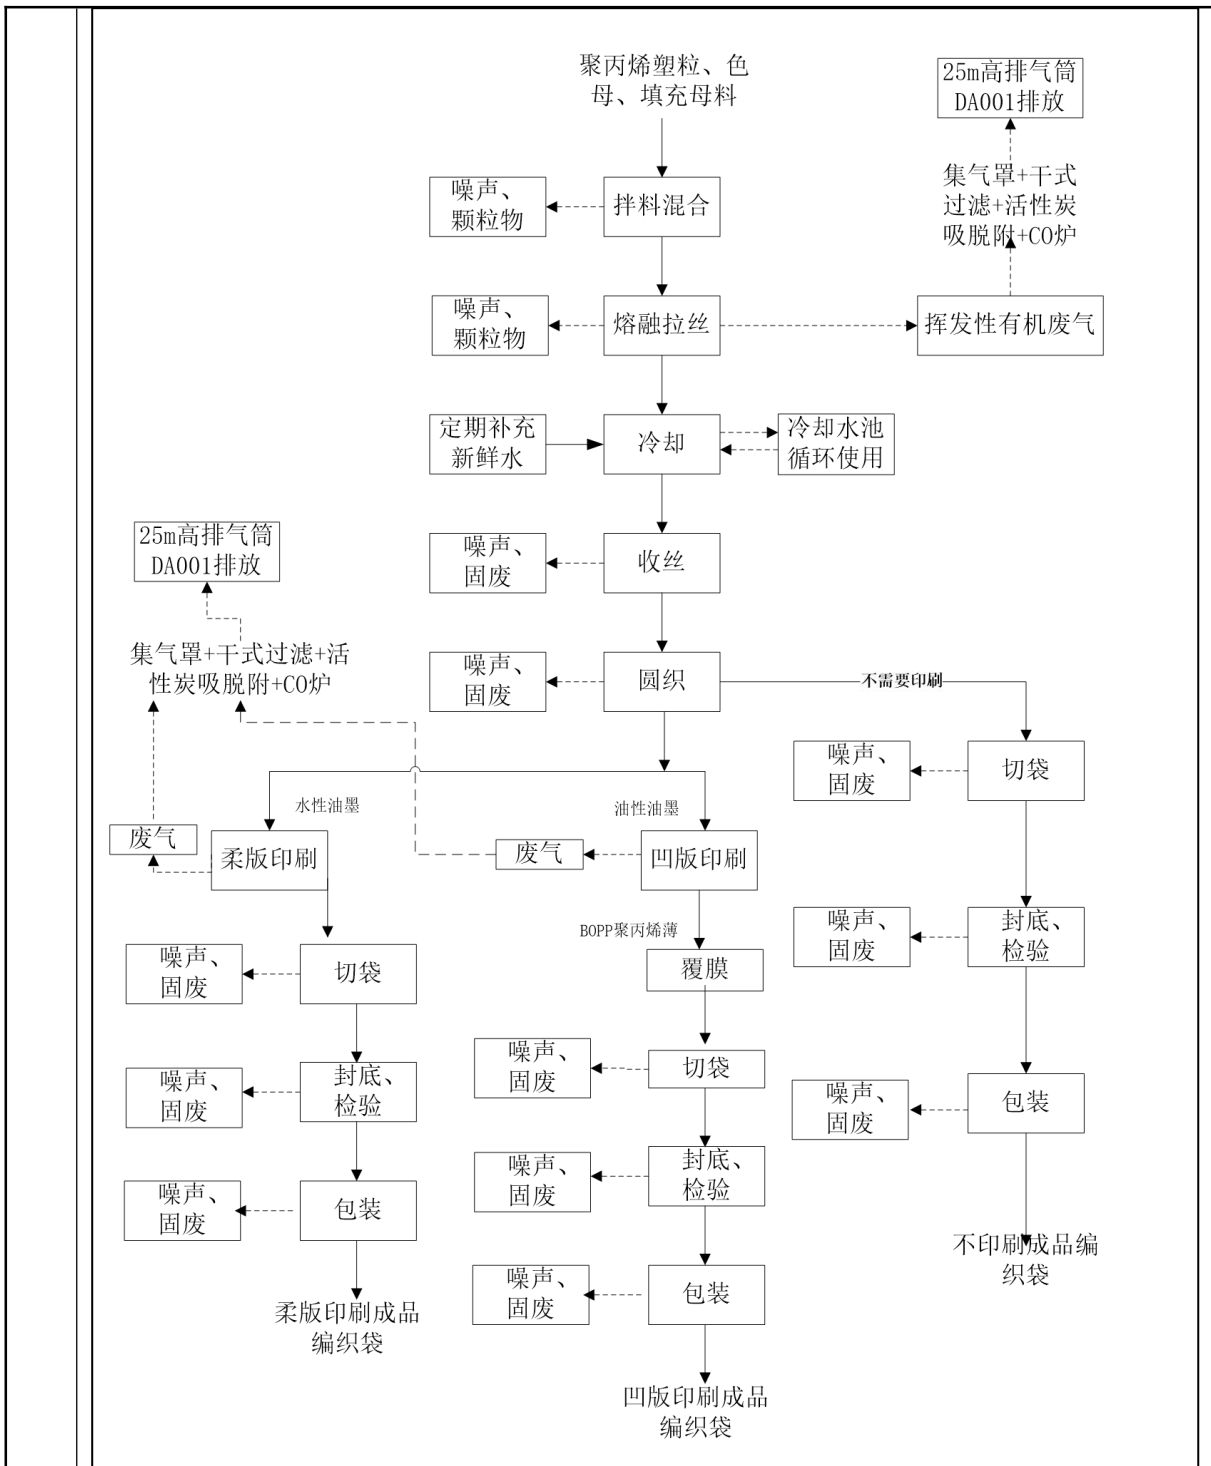 聚丙烯塑粒、色
母、填充母料
25m高排气筒
DA001排放
集气罩+干式
过滤+活性炭
吸脱附+CO炉
噪声、
颗粒物
拌料混合
噪声、
颗粒物
熔融拉丝
挥发性有机废气
定期补充
新鲜水
冷却
冷却水池
循环使用
噪声、
固废
收丝
25m高排气筒
DA001排放
集气罩+干式过滤+活
性炭吸脱附+CO炉
噪声、
固废
圆织
不需要印刷
噪声、
固废
切袋
水性油墨
油性油墨
废气
柔版印刷
废气
凹版印刷
BOPP聚丙烯薄
噪声、
固废
封底、
检验
噪声、
固废
切袋
覆膜
噪声、
固废
切袋
噪声、
固废
封底、
检验
噪声、
固废
包装
噪声、
固废
封底、
检验
噪声、
固废
包装
不印刷成品编
织袋
噪声、
固废
包装
柔版印刷成品
编织袋
凹版印刷成品
编织袋